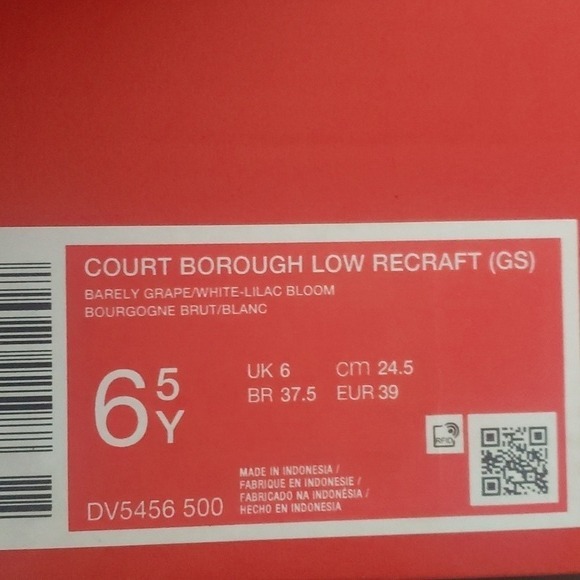 COURT BOROUGH LOW RECRAFT (GS)
BARELY GRAPE/WHITE-LILAC BLOOM
BOURGOGNE BRUT/BLANC
6 5 Y
UK 6 cm 24.5
BR 37.5 EUR 39
RFID
MADE IN INDONESIA /
FABRIQUE EN INDONESIE /
FABRICADO NA INDONÉSIA /
HECHO EN INDONESIA
DV5456 500